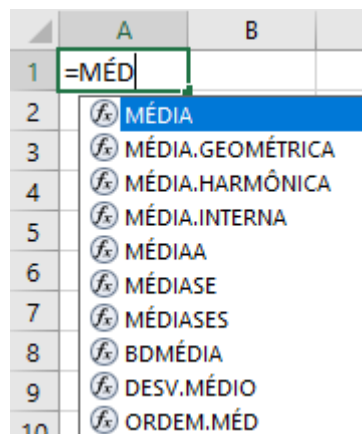 A B
1 =MÉD
2 MÉDIA
3 MÉDIA.GEOMÉTRICA
4 MÉDIA.HARMÔNICA
5 MÉDIA.INTERNA
6 MÉDIAA
7 MÉDIASE
MÉDIASES
8 BDMÉDIA
9 DESV.MÉDIO
10 ORDEM.MÉD